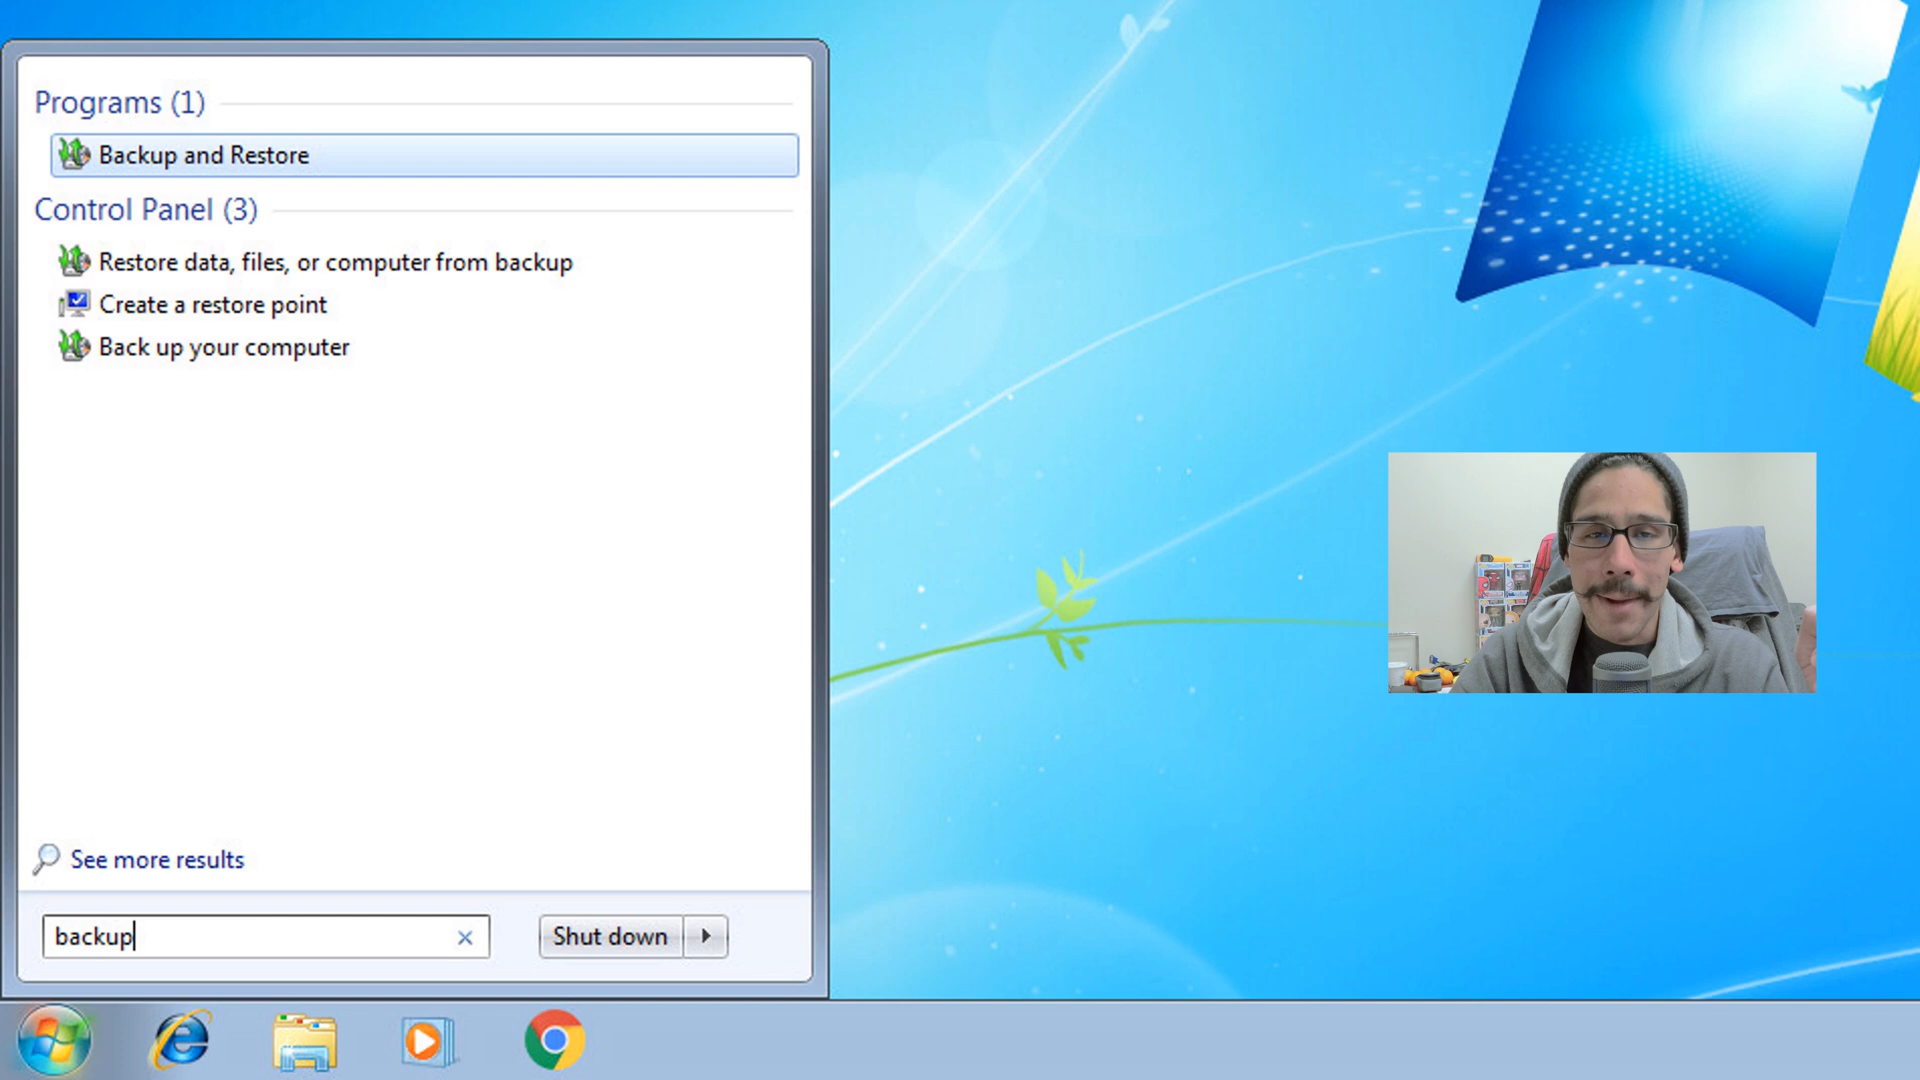 Programs (1)
Backup and Restore
Control Panel (3)
Restore data, files, or computer from backup
Create a restore point
Back up your computer
See more results
backup
Shut down